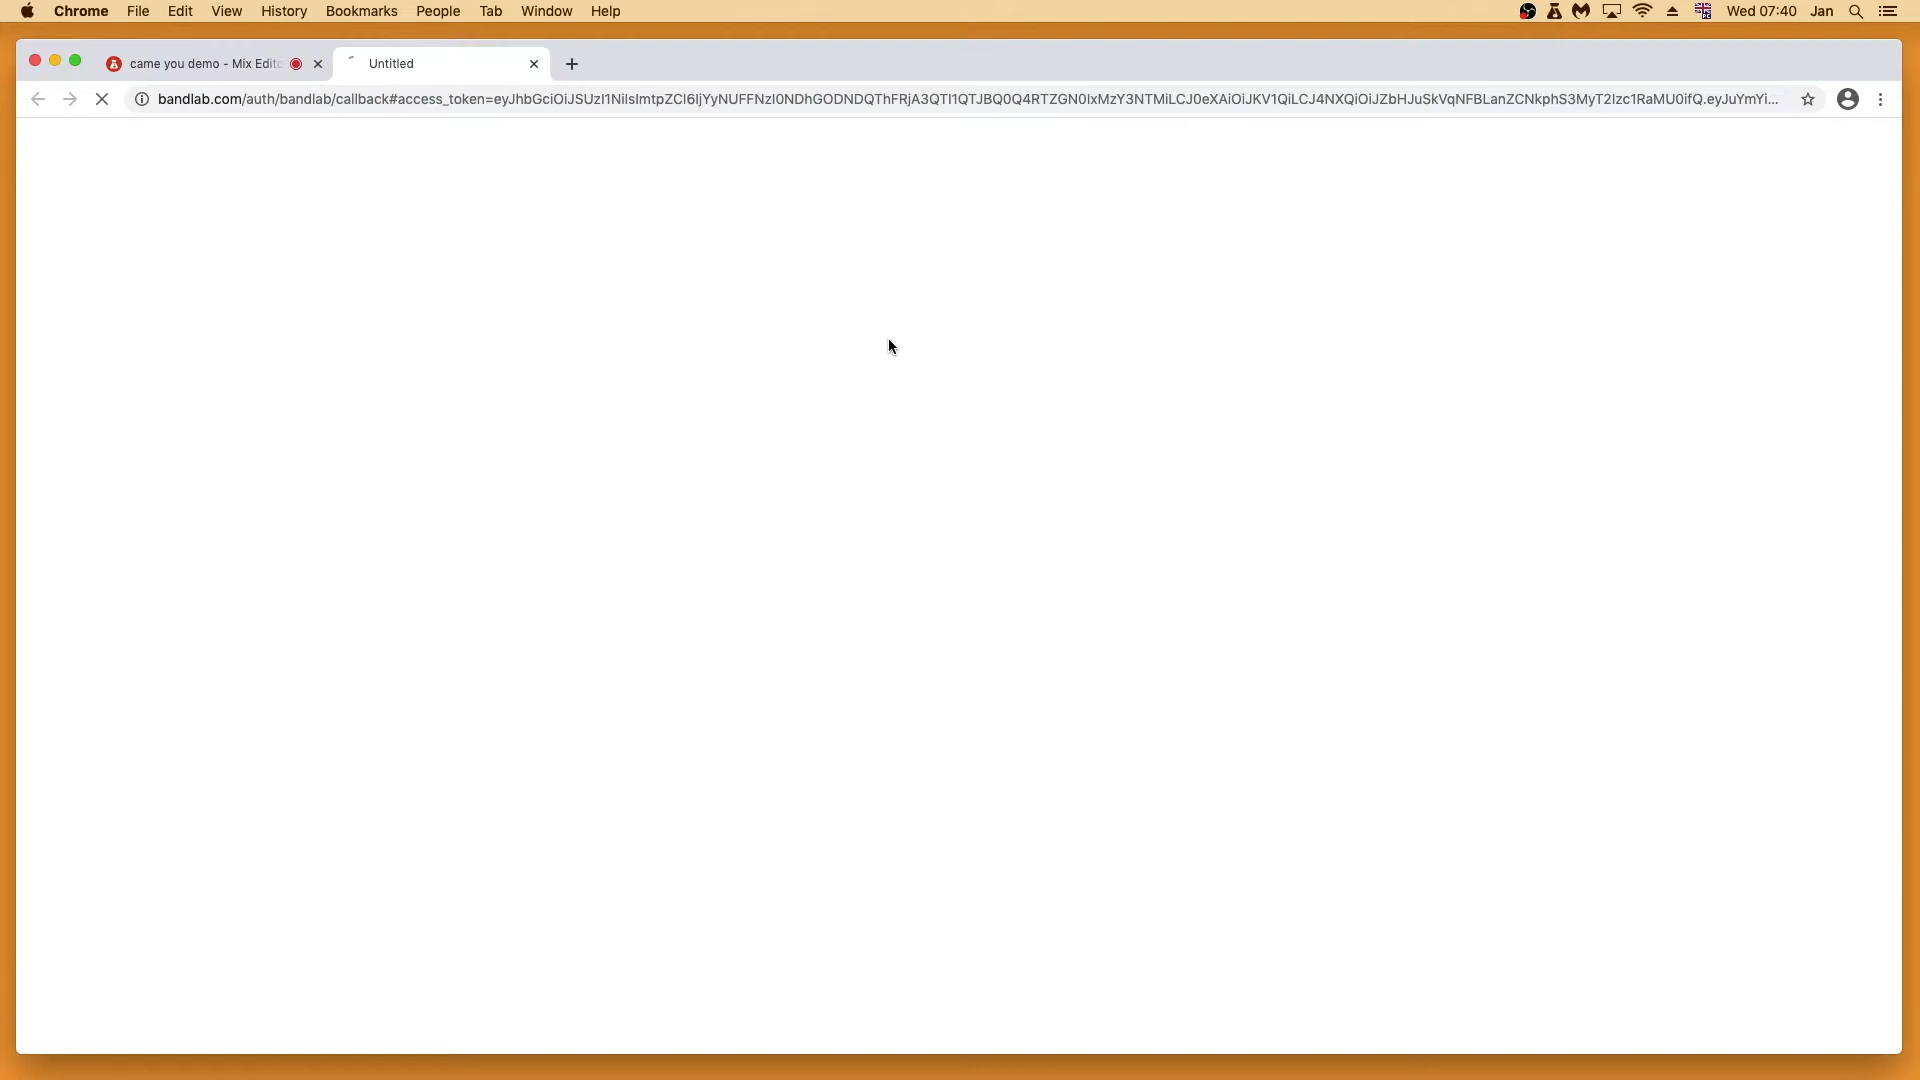 Chrome File Edit View History Bookmarks People Tab Window Help Wed 07:40 Jan
came you demo - Mix Edit Untitled
bandlab.com/auth/bandlab/callback#access_token=